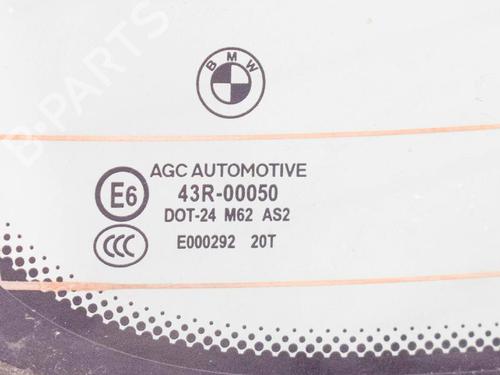 B-PARTS
BMW
AGC AUTOMOTIVE
E6 43R-00050
DOT-24 M62 AS2
CCC E000292 20T